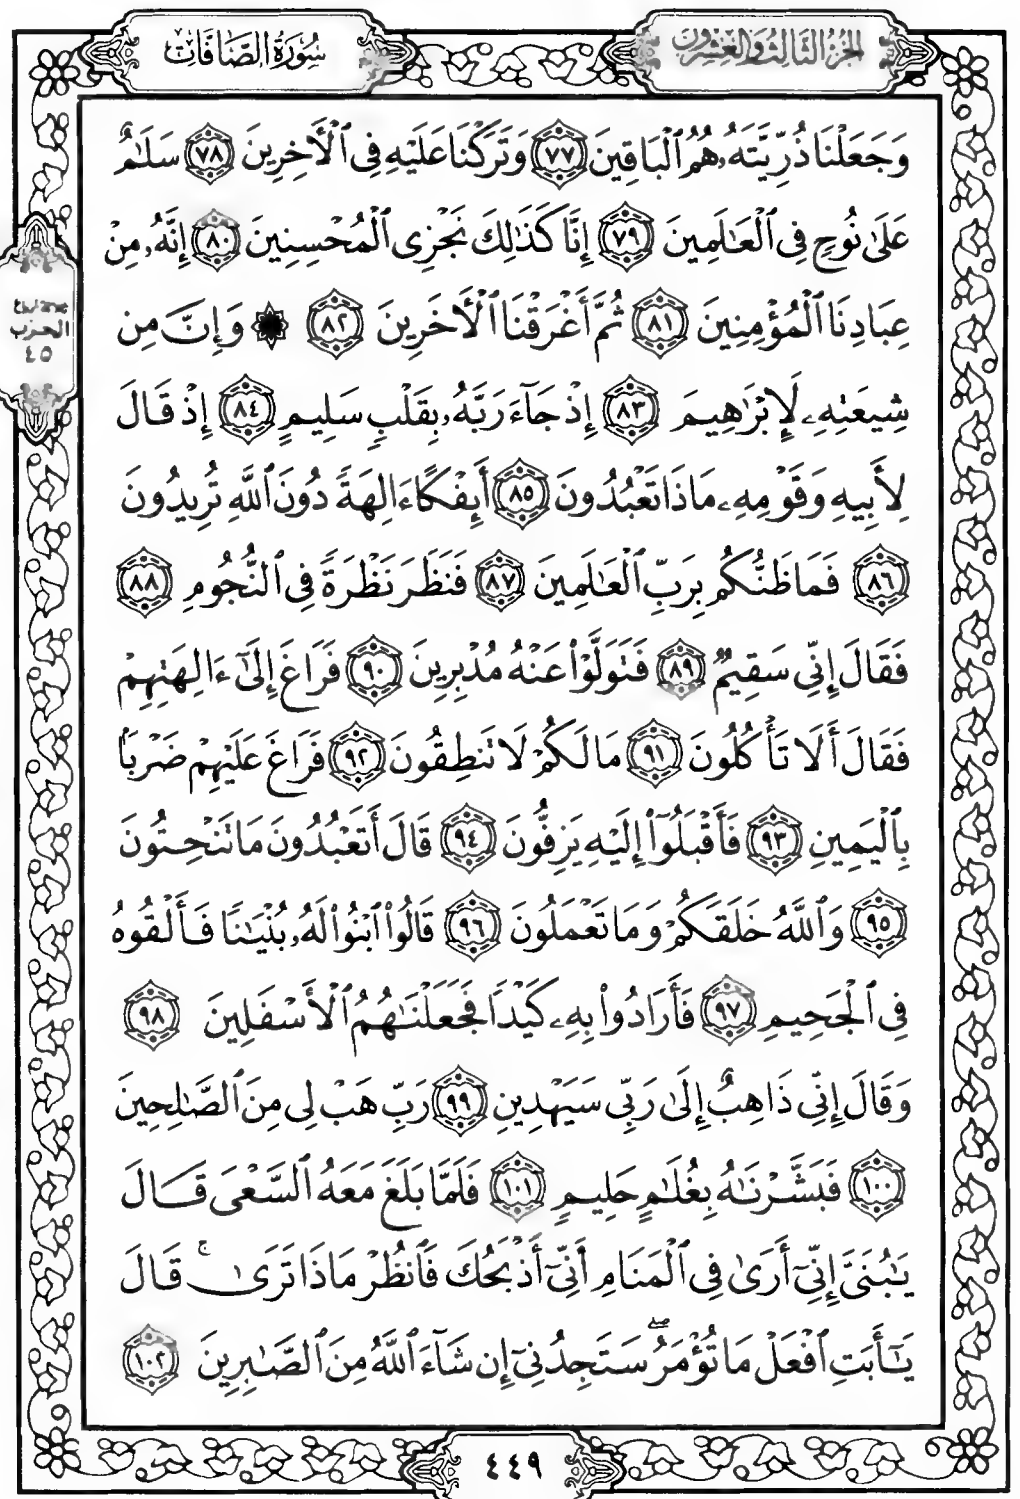 الجزء الثالث والعشرون
سورة الصافات
وَجَعَلْنَا ذُرِّيَّتَهُۥ هُمُ ٱلْبَاقِينَ ٧٧ وَتَرَكْنَا عَلَيْهِ فِى ٱلْأَخِرِينَ ٧٨ سَلَٰمٌ
عَلَىٰ نُوحٍ فِى ٱلْعَٰلَمِينَ ٧٩ إِنَّا كَذَٰلِكَ نَجْزِى ٱلْمُحْسِنِينَ ٨٠ إِنَّهُۥ مِنْ
عِبَادِنَا ٱلْمُؤْمِنِينَ ٨١ ثُمَّ أَغْرَقْنَا ٱلْأَخَرِينَ ٨٢ ۞ وَإِنَّ مِن
شِيعَتِهِۦ لَإِبْرَٰهِيمَ ٨٣ إِذْ جَآءَ رَبَّهُۥ بِقَلْبٍ سَلِيمٍ ٨٤ إِذْ قَالَ
لِأَبِيهِ وَقَوْمِهِۦ مَاذَا تَعْبُدُونَ ٨٥ أَئِفْكًا ءَالِهَةً دُونَ ٱللَّهِ تُرِيدُونَ
٨٦ فَمَا ظَنُّكُم بِرَبِّ ٱلْعَٰلَمِينَ ٨٧ فَنَظَرَ نَظْرَةً فِى ٱلنُّجُومِ ٨٨
فَقَالَ إِنِّى سَقِيمٌ ٨٩ فَتَوَلَّوْا۟ عَنْهُ مُدْبِرِينَ ٩٠ فَرَاغَ إِلَىٰٓ ءَالِهَتِهِمْ
فَقَالَ أَلَا تَأْكُلُونَ ٩١ مَا لَكُمْ لَا تَنطِقُونَ ٩٢ فَرَاغَ عَلَيْهِمْ ضَرْبًۢا
بِٱلْيَمِينِ ٩٣ فَأَقْبَلُوٓا۟ إِلَيْهِ يَزِفُّونَ ٩٤ قَالَ أَتَعْبُدُونَ مَا تَنْحِتُونَ
٩٥ وَٱللَّهُ خَلَقَكُمْ وَمَا تَعْمَلُونَ ٩٦ قَالُوا۟ ٱبْنُوا۟ لَهُۥ بُنْيَٰنًا فَأَلْقُوهُ
فِى ٱلْجَحِيمِ ٩٧ فَأَرَادُوا۟ بِهِۦ كَيْدًا فَجَعَلْنَٰهُمُ ٱلْأَسْفَلِينَ ٩٨
وَقَالَ إِنِّى ذَاهِبٌ إِلَىٰ رَبِّى سَيَهْدِينِ ٩٩ رَبِّ هَبْ لِى مِنَ ٱلصَّٰلِحِينَ
١٠٠ فَبَشَّرْنَٰهُ بِغُلَٰمٍ حَلِيمٍ ١٠١ فَلَمَّا بَلَغَ مَعَهُ ٱلسَّعْىَ قَالَ
يَٰبُنَىَّ إِنِّىٓ أَرَىٰ فِى ٱلْمَنَامِ أَنِّىٓ أَذْبَحُكَ فَٱنظُرْ مَاذَا تَرَىٰ ۚ قَالَ
يَٰٓأَبَتِ ٱفْعَلْ مَا تُؤْمَرُ ۖ سَتَجِدُنِىٓ إِن شَآءَ ٱللَّهُ مِنَ ٱلصَّٰبِرِينَ ١٠٢
الحزب
٤٥
٤٤٩